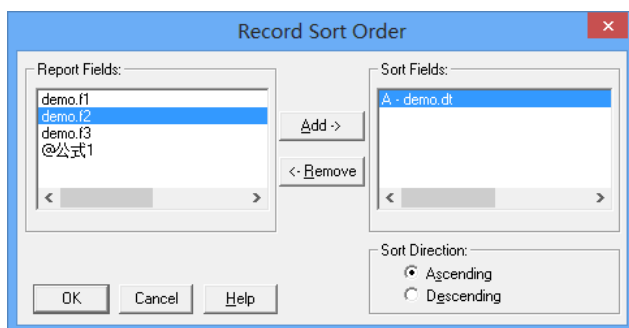 Record Sort Order
Report Fields:
demo.f1
demo.f2
demo.f3
@公式1
Add ->
<- Remove
Sort Fields:
A - demo.dt
Sort Direction:
Ascending
Descending
OK
Cancel
Help